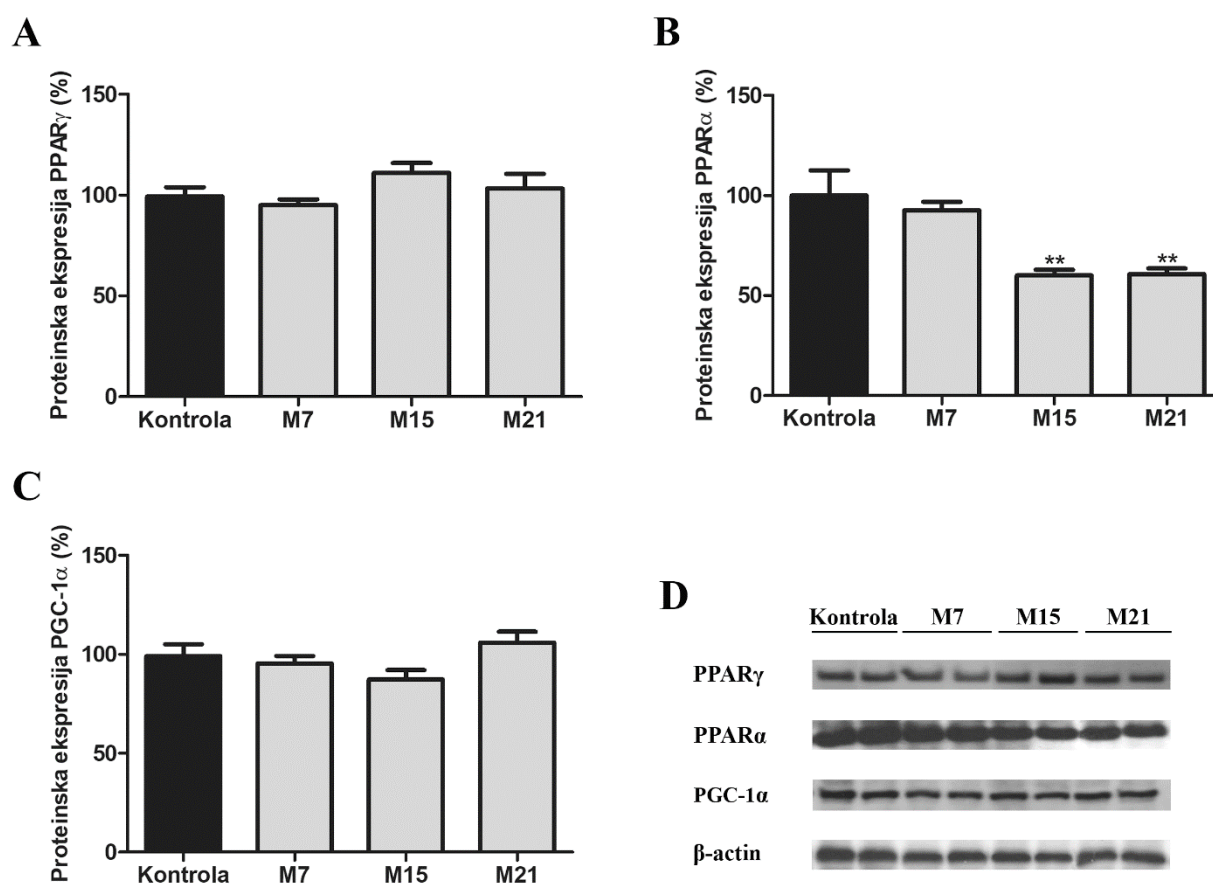 A
Proteinska ekspresija PPARγ (%)
150
100
50
0
Kontrola M7 M15 M21
B
Proteinska ekspresija PPARα (%)
150
100
50
0
** **
Kontrola M7 M15 M21
C
Proteinska ekspresija PGC-1α (%)
150
100
50
0
Kontrola M7 M15 M21
D
Kontrola M7 M15 M21
PPARγ
PPARα
PGC-1α
β-actin